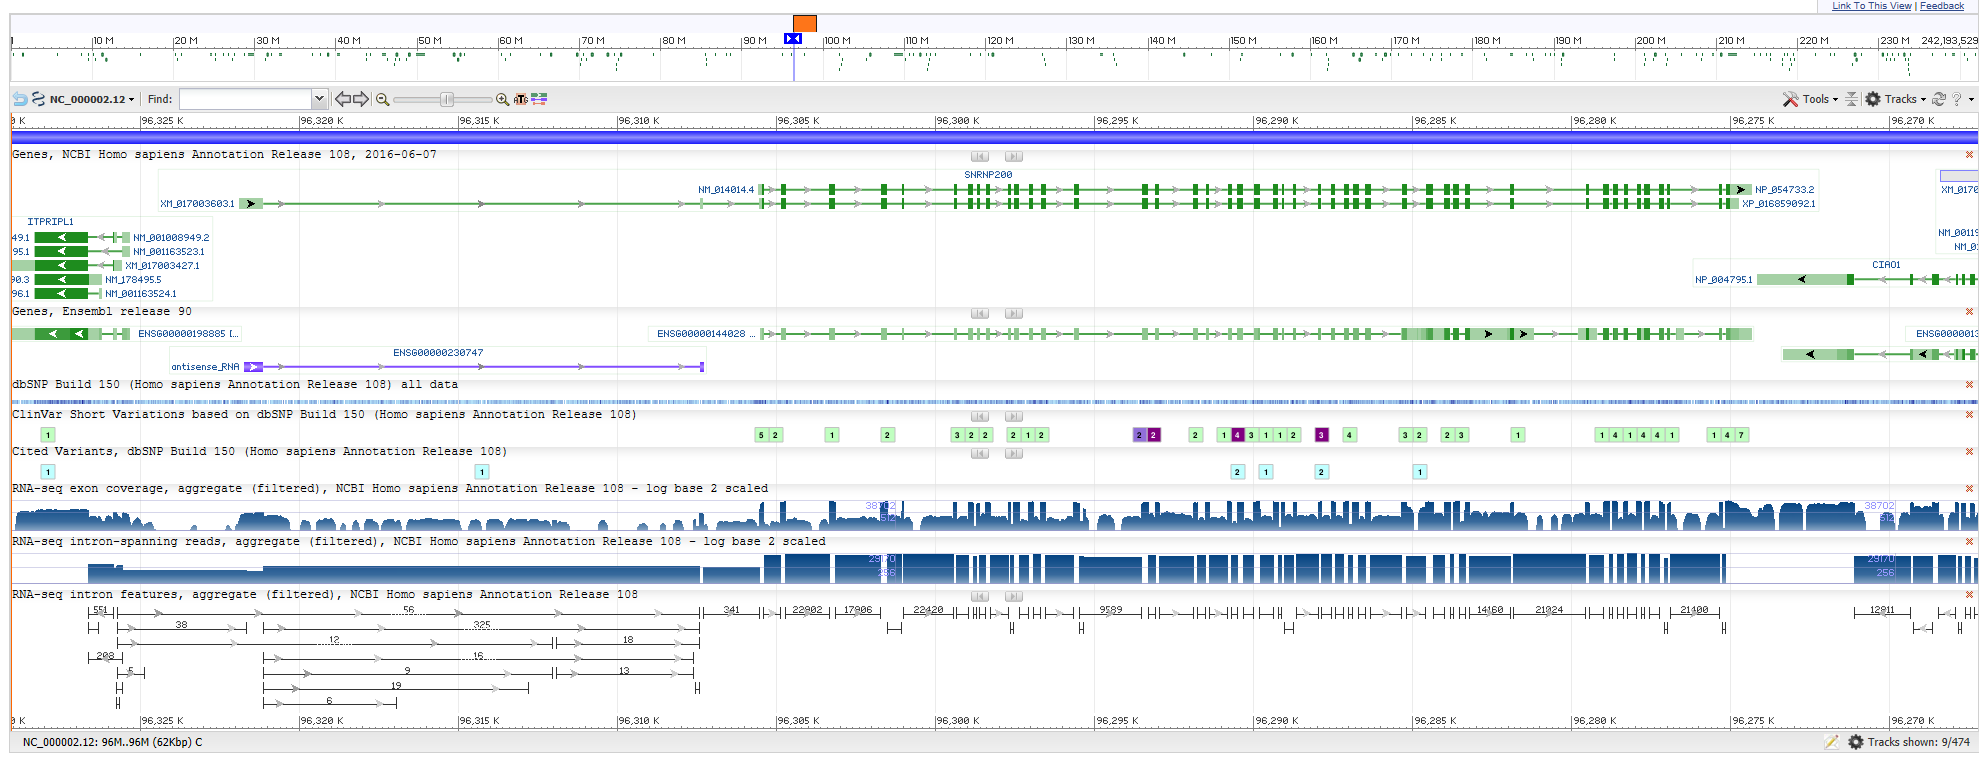 Link To This View | Feedback
10 M 20 M 30 M 40 M 50 M 60 M 70 M 80 M 90 M 100 M 110 M 120 M 130 M 140 M 150 M 160 M 170 M 180 M 190 M 200 M 210 M 220 M 230 M 242,193,529
NC_000002.12 Find: ATG Tools Tracks ?
0 K 96,325 K 96,320 K 96,315 K 96,310 K 96,305 K 96,300 K 96,295 K 96,290 K 96,285 K 96,280 K 96,275 K 96,270 K
Genes, NCBI Homo sapiens Annotation Release 108, 2016-06-07
SNRNP200
NM_014014.4 NP_054733.2 XM_0170
XM_017003603.1 XP_016859092.1
ITPRIPL1
49.1 NM_001008949.2 NM_0019
95.1 NM_001163523.1 NM_0
XM_017003427.1 CIAO1
90.3 NM_178495.5 NP_004795.1
96.1 NM_001163524.1
Genes, Ensembl release 90
ENSG00000198885 [... ENSG00000144028 ... ENSG0000013
ENSG00000230747
antisense_RNA
dbSNP Build 150 (Homo sapiens Annotation Release 108) all data
ClinVar Short Variations based on dbSNP Build 150 (Homo sapiens Annotation Release 108)
1 5 2 1 2 3 2 2 2 1 2 2 2 2 1 4 3 1 1 2 3 4 3 2 2 3 1 1 4 1 4 4 1 1 4 7
Cited Variants, dbSNP Build 150 (Homo sapiens Annotation Release 108)
1 1 2 1 2 1
RNA-seq exon coverage, aggregate (filtered), NCBI Homo sapiens Annotation Release 108 - log base 2 scaled
38702 38702
512 512
RNA-seq intron-spanning reads, aggregate (filtered), NCBI Homo sapiens Annotation Release 108 - log base 2 scaled
29170 29170
256 256
RNA-seq intron features, aggregate (filtered), NCBI Homo sapiens Annotation Release 108
551 56 341 22902 17906 22420 9599 14160 21024 21400 12911
38 325
12 18
208 16
5 9 13
19
6
0 K 96,325 K 96,320 K 96,315 K 96,310 K 96,305 K 96,300 K 96,295 K 96,290 K 96,285 K 96,280 K 96,275 K 96,270 K
NC_000002.12: 96M..96M (62Kbp) C Tracks shown: 9/474